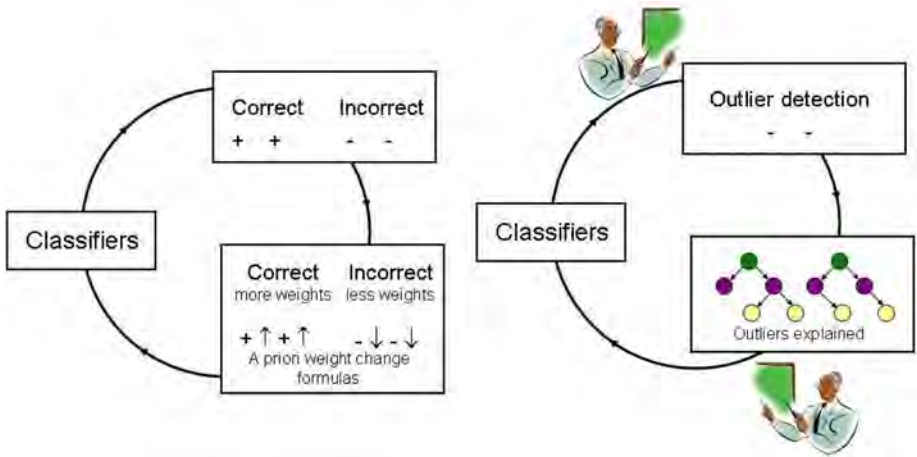 Correct Incorrect
+ + - -
Classifiers
Correct Incorrect
more weights less weights
+ ↑ + ↑ - ↓ - ↓
A priori weight change
formulas
Outlier detection
- -
Classifiers
Outliers explained